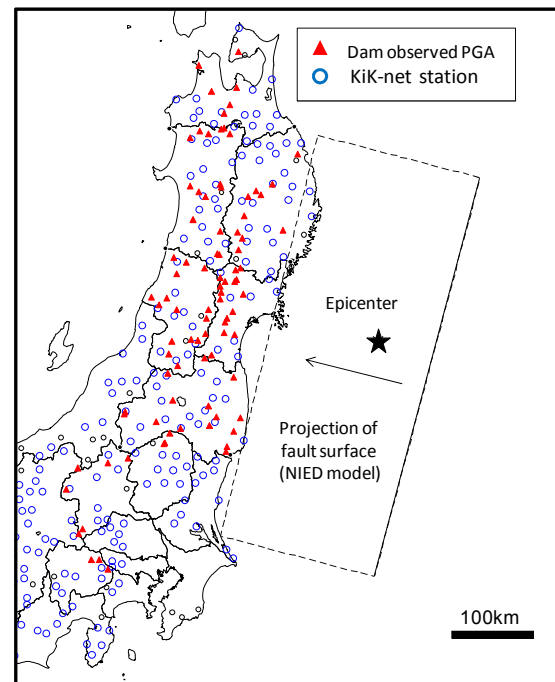 Dam observed PGA
KiK-net station
Epicenter
Projection of
fault surface
(NIED model)
100km